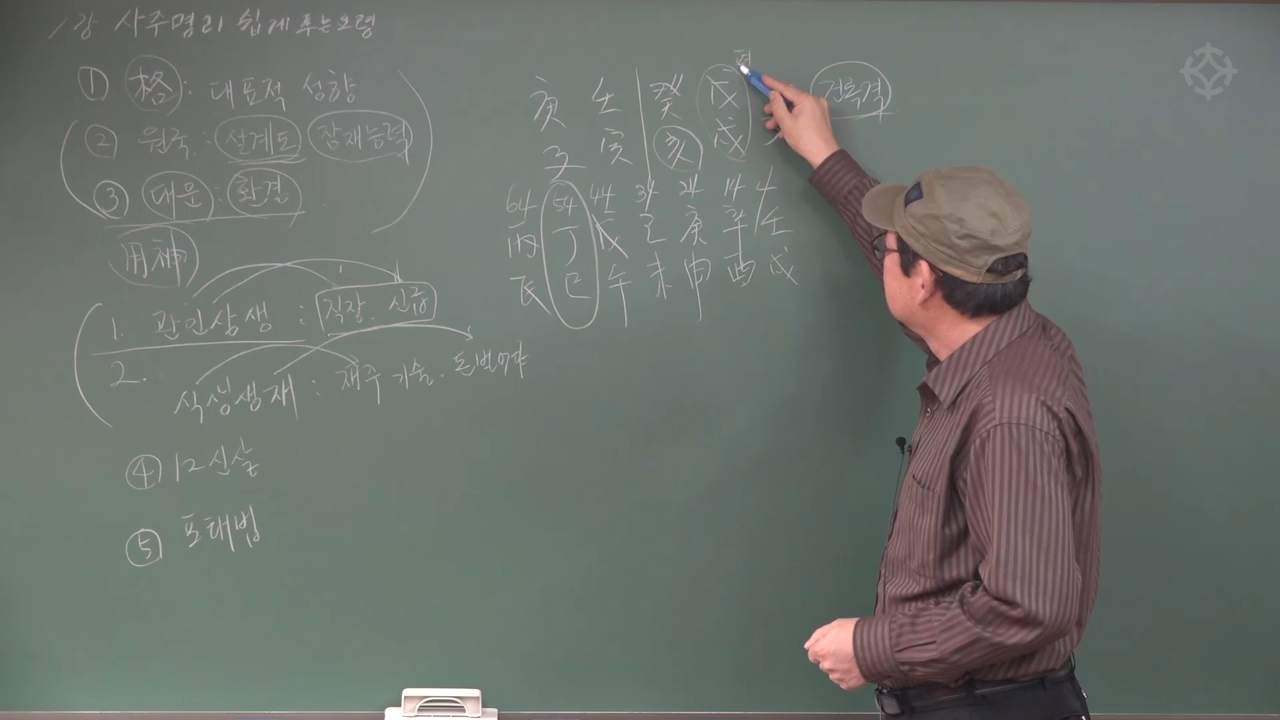 1강 사주명리 쉽게 푸는 요령
① 格 : 대표적 성향
② 원국 : 설계도 잠재능력
③ 대운 : 환결
用神
1. 관인상생 : 직장. 신용
2.
식상생재 : 재주 기술.
④ 12신살
⑤ 포태법
편
庚 壬 癸 戊 건록격
子 寅 亥 戌
64 54 44 34 24 14 4
丙 丁 戊 己 庚 辛 壬
辰 巳 午 未 申 酉 戌